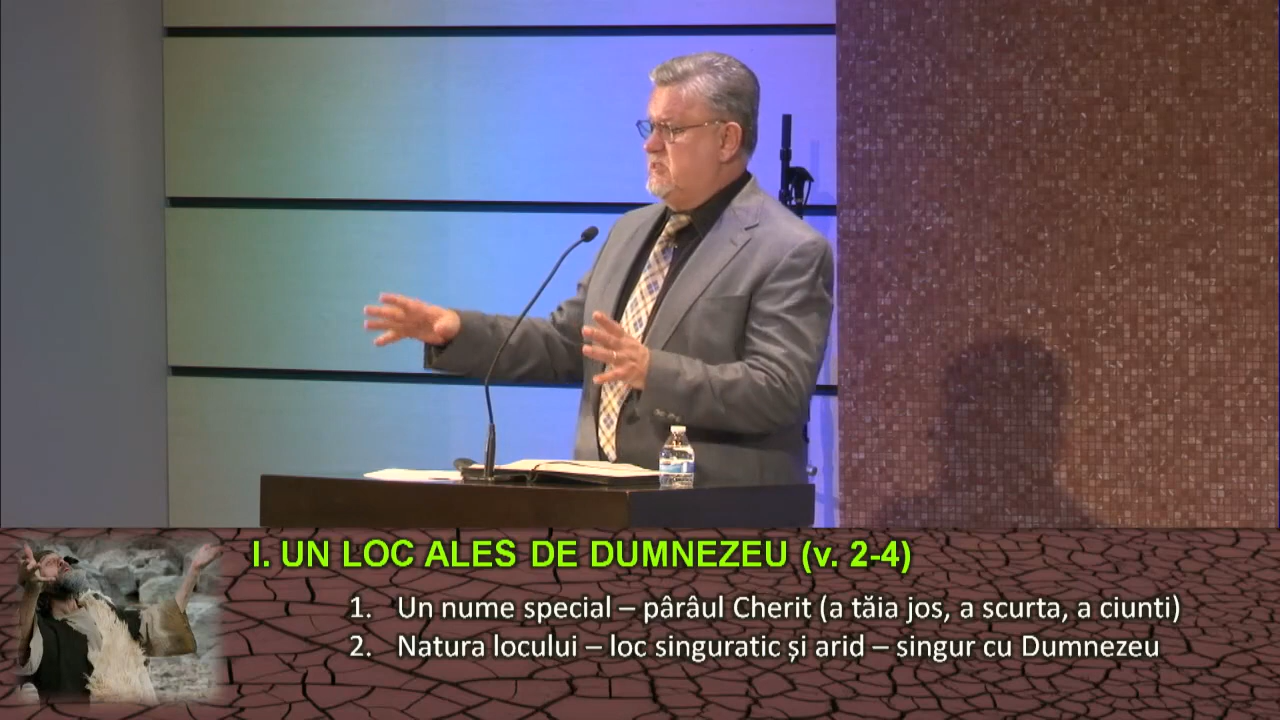 I. UN LOC ALES DE DUMNEZEU (v. 2-4)
1. Un nume special – pârâul Cherit (a tăia jos, a scurta, a ciunti)
2. Natura locului – loc singuratic și arid – singur cu Dumnezeu